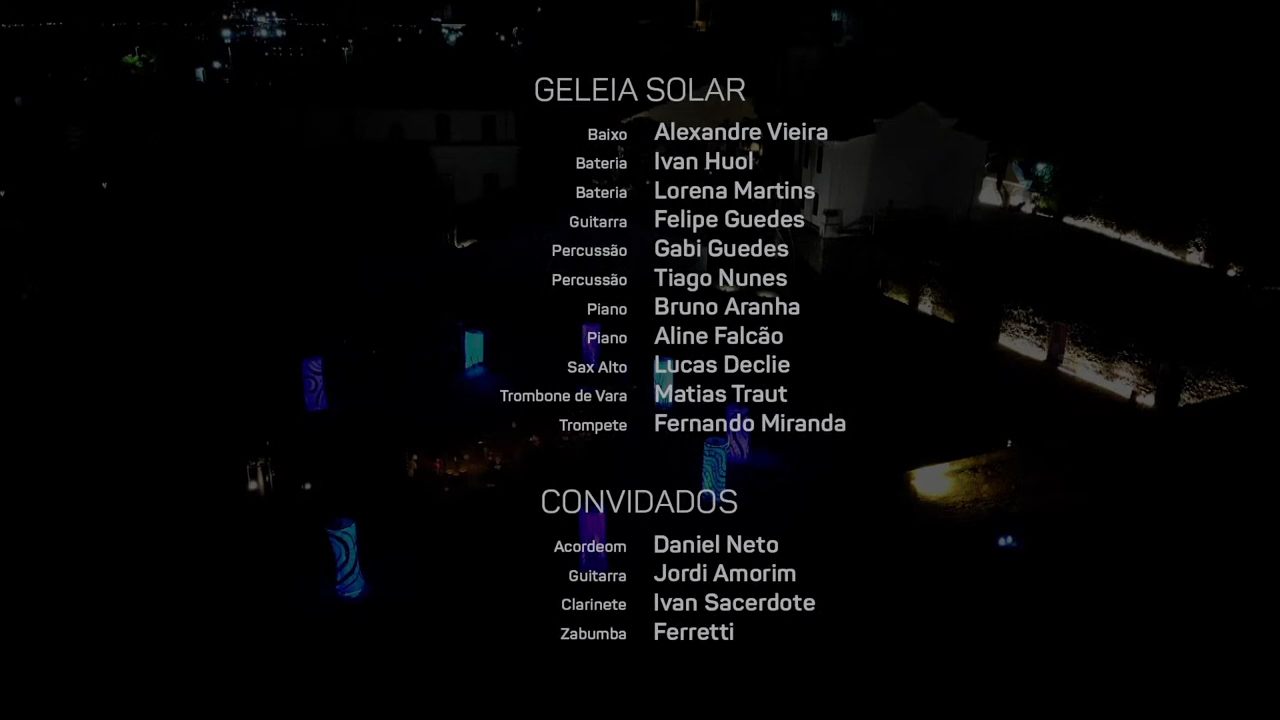 GELEIA SOLAR
Baixo Alexandre Vieira
Bateria Ivan Huol
Bateria Lorena Martins
Guitarra Felipe Guedes
Percussão Gabi Guedes
Percussão Tiago Nunes
Piano Bruno Aranha
Piano Aline Falcão
Sax Alto Lucas Declie
Trombone de Vara Matias Traut
Trompete Fernando Miranda
CONVIDADOS
Acordeom Daniel Neto
Guitarra Jordi Amorim
Clarinete Ivan Sacerdote
Zabumba Ferretti